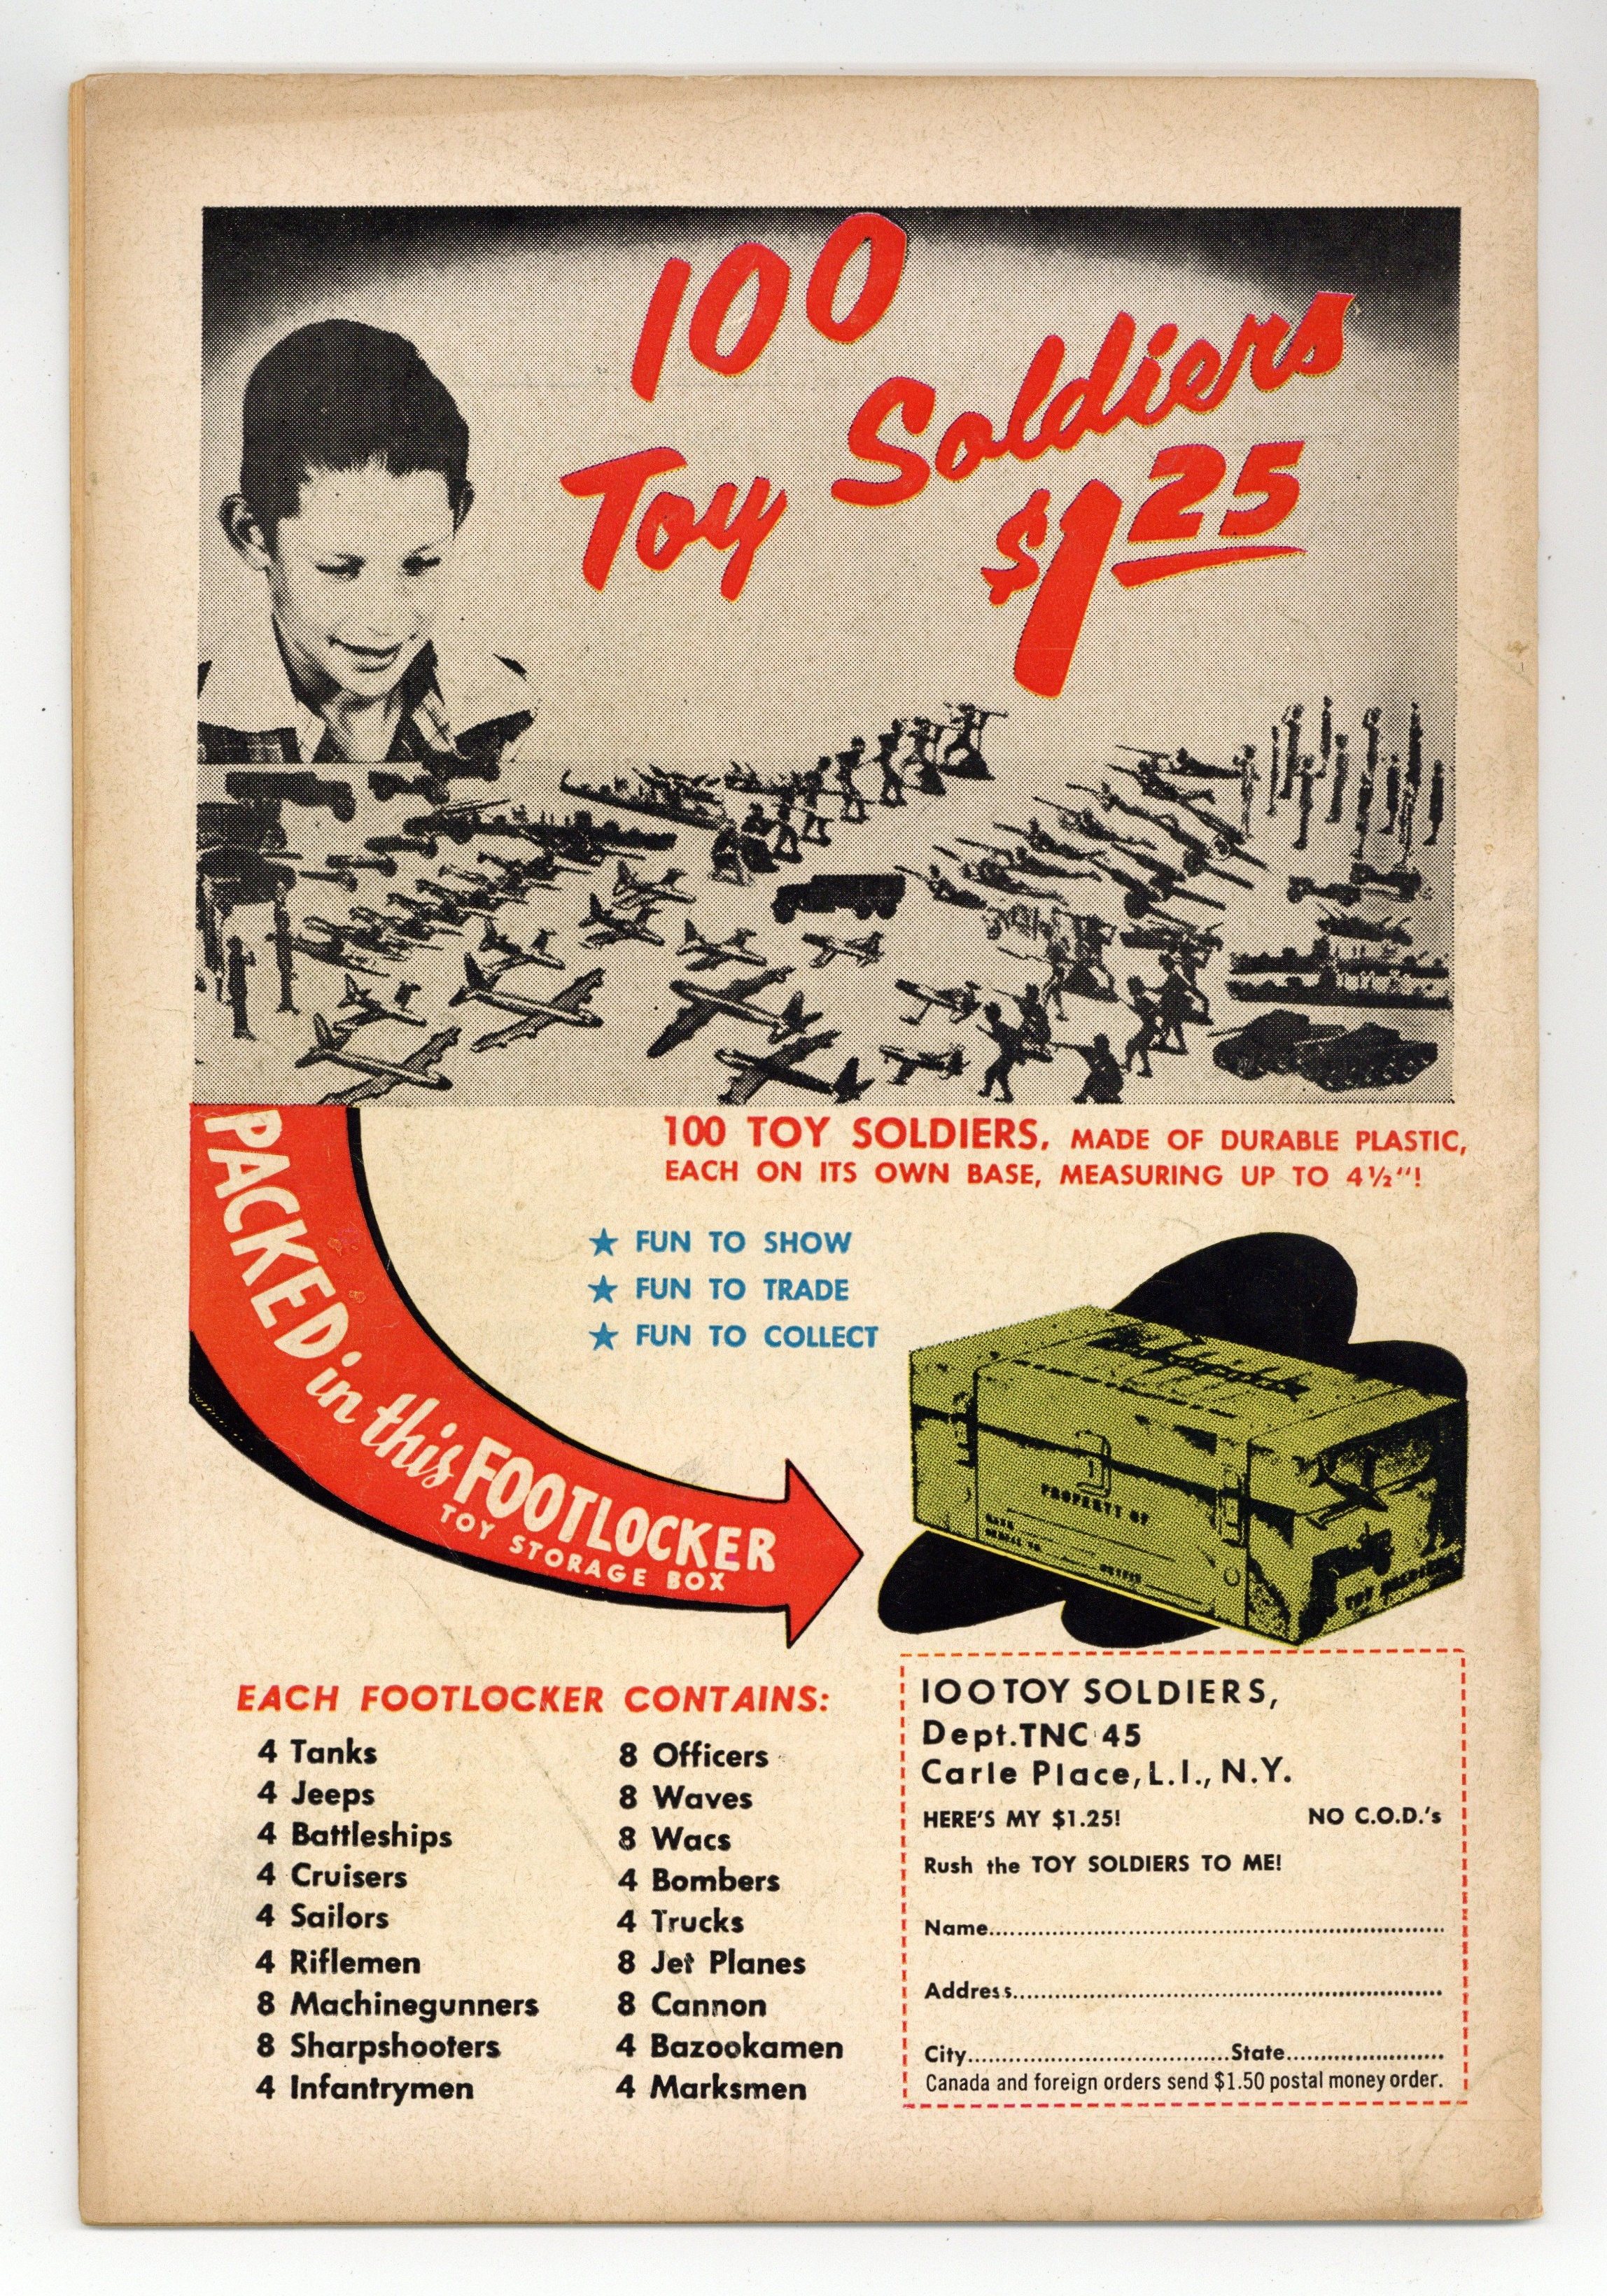 100
Toy Soldiers
$1.25
100 TOY SOLDIERS, MADE OF DURABLE PLASTIC,
EACH ON ITS OWN BASE, MEASURING UP TO 4½"!
★ FUN TO SHOW
★ FUN TO TRADE
★ FUN TO COLLECT
PACKED in this FOOTLOCKER
TOY STORAGE BOX
PROPERTY OF
EACH FOOTLOCKER CONTAINS:
4 Tanks
4 Jeeps
4 Battleships
4 Cruisers
4 Sailors
4 Riflemen
8 Machinegunners
8 Sharpshooters
4 Infantrymen
8 Officers
8 Waves
8 Wacs
4 Bombers
4 Trucks
8 Jet Planes
8 Cannon
4 Bazookamen
4 Marksmen
100 TOY SOLDIERS,
Dept. TNC 45
Carle Place, L.I., N.Y.
HERE'S MY $1.25! NO C.O.D.'s
Rush the TOY SOLDIERS TO ME!
Name
Address
City State
Canada and foreign orders send $1.50 postal money order.